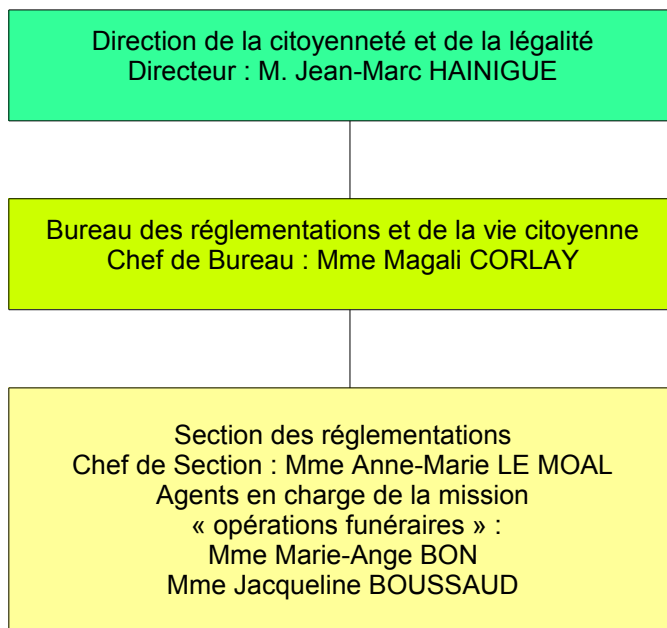 Direction de la citoyenneté et de la légalité
Directeur : M. Jean-Marc HAINIGUE
Bureau des réglementations et de la vie citoyenne
Chef de Bureau : Mme Magali CORLAY
Section des réglementations
Chef de Section : Mme Anne-Marie LE MOAL
Agents en charge de la mission
« opérations funéraires » :
Mme Marie-Ange BON
Mme Jacqueline BOUSSAUD